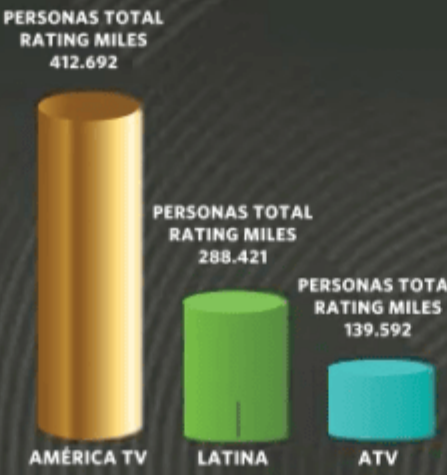 PERSONAS TOTAL
RATING MILES
412.692
PERSONAS TOTAL
RATING MILES
288.421
PERSONAS TOTA
RATING MILES
139.592
AMÉRICA TV
LATINA
ATV